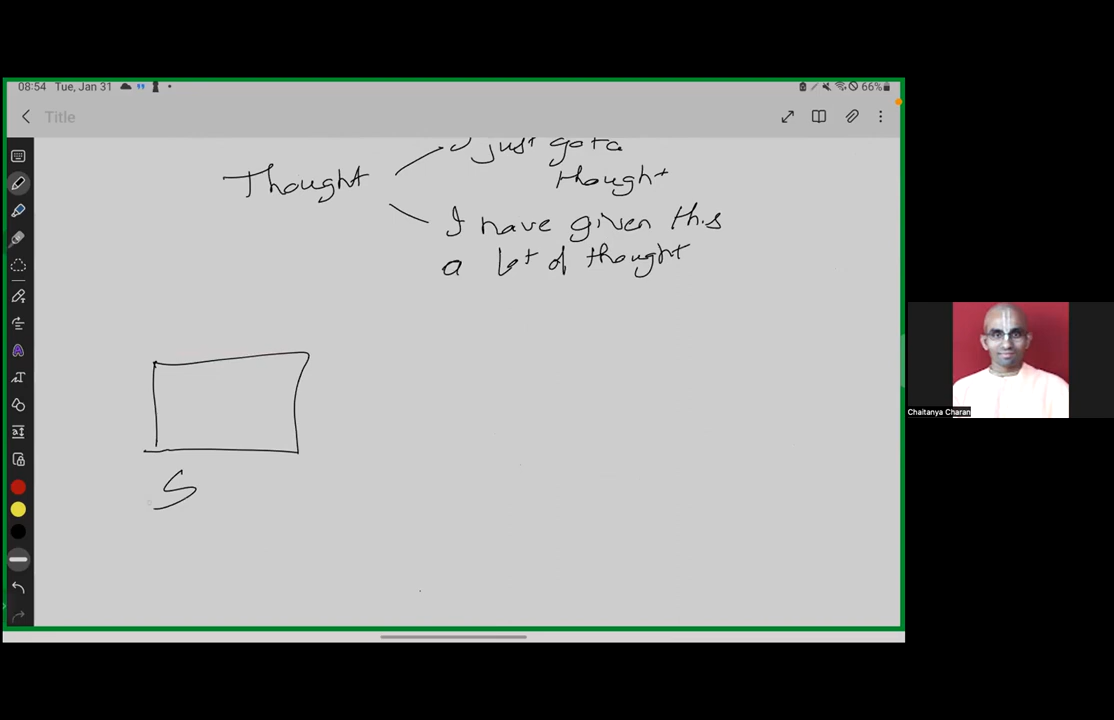 08:54 Tue, Jan 31
66%
Title
I just got a
thought
Thought
I have given this
a lot of thought
S
Chaitanya Charan